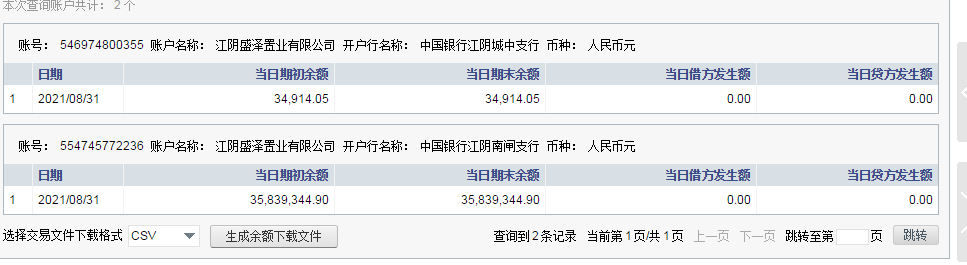 本次查询账户共计： 2 个
账号： 546974800355 账户名称： 江阴盛泽置业有限公司 开户行名称： 中国银行江阴城中支行 币种： 人民币元
日期 当日期初余额 当日期末余额 当日借方发生额 当日贷方发生额
1 2021/08/31 34,914.05 34,914.05 0.00 0.00
账号： 554745772236 账户名称： 江阴盛泽置业有限公司 开户行名称： 中国银行江阴南闸支行 币种： 人民币元
日期 当日期初余额 当日期末余额 当日借方发生额 当日贷方发生额
1 2021/08/31 35,839,344.90 35,839,344.90 0.00 0.00
选择交易文件下载格式 CSV 生成余额下载文件 查询到2条记录 当前第1页/共1页 上一页 下一页 跳转至第 页 跳转